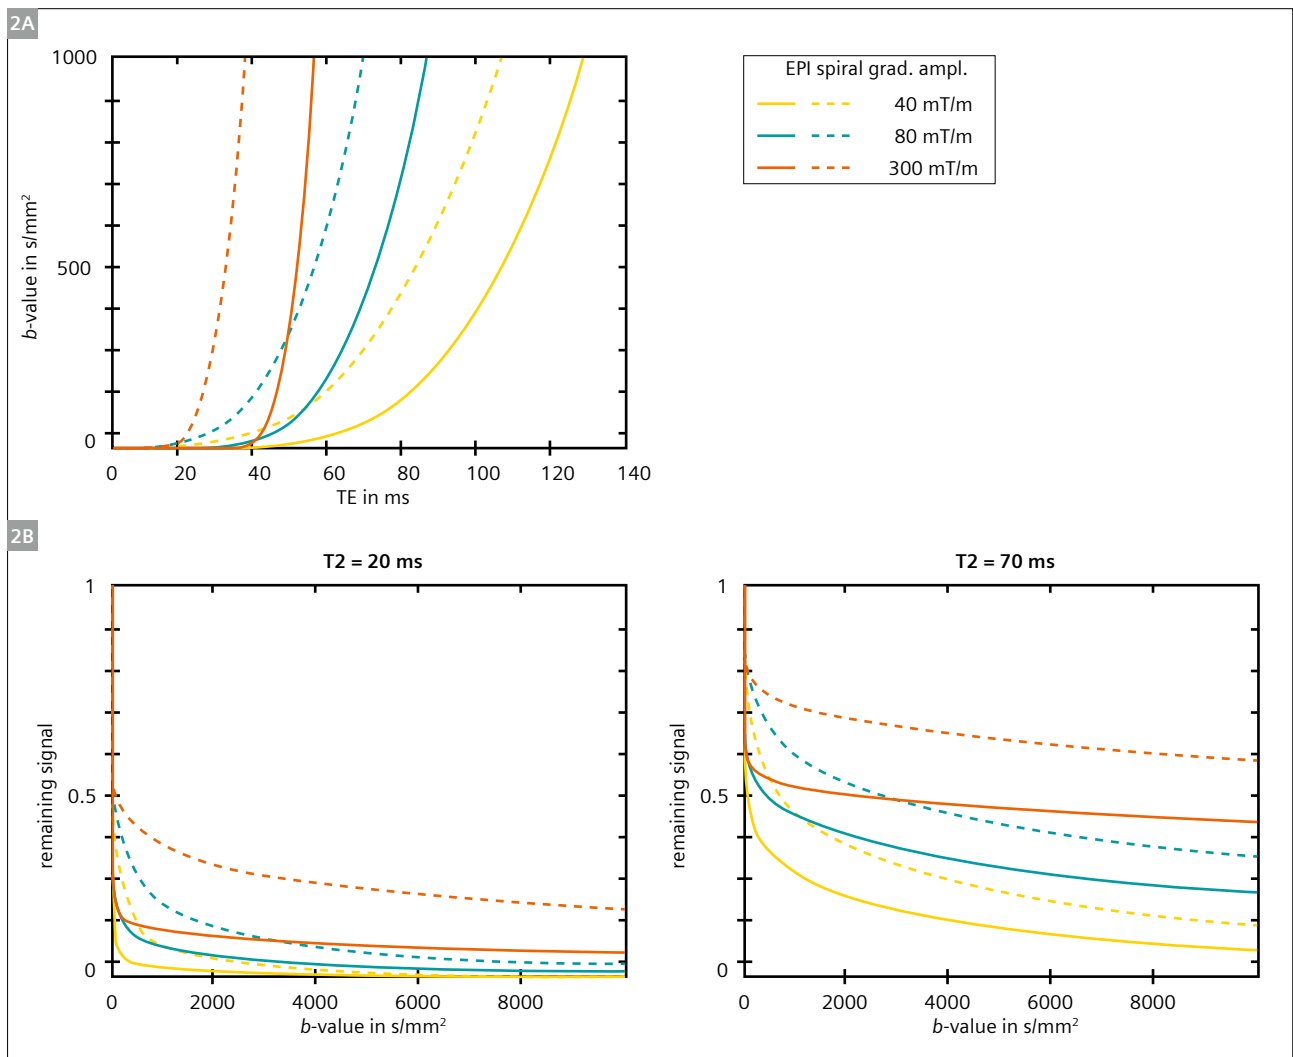 2A
1000
500
0
b-value in s/mm²
0 20 40 60 80 100 120 140
TE in ms
EPI spiral grad. ampl.
40 mT/m
80 mT/m
300 mT/m
2B
T2 = 20 ms
1
0.5
0
remaining signal
0 2000 4000 6000 8000
b-value in s/mm²
T2 = 70 ms
1
0.5
0
remaining signal
0 2000 4000 6000 8000
b-value in s/mm²